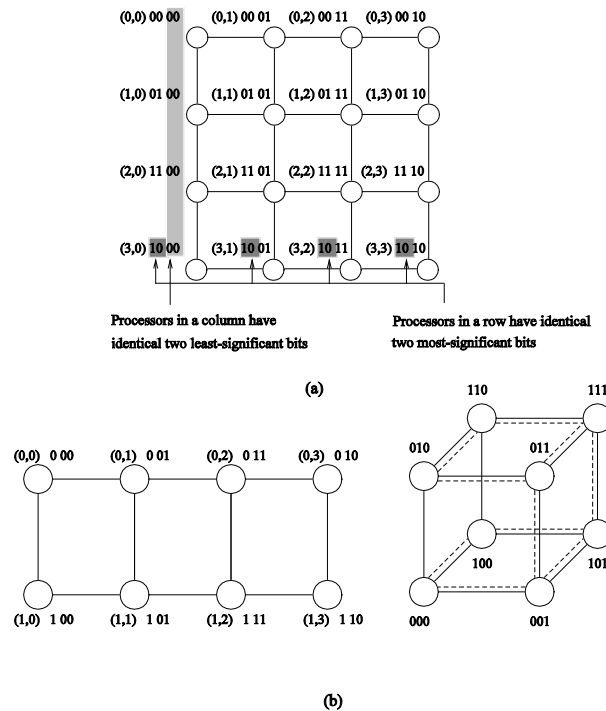 (0,0) 00 00 (0,1) 00 01 (0,2) 00 11 (0,3) 00 10
(1,0) 01 00 (1,1) 01 01 (1,2) 01 11 (1,3) 01 10
(2,0) 11 00 (2,1) 11 01 (2,2) 11 11 (2,3) 11 10
(3,0) 10 00 (3,1) 10 01 (3,2) 10 11 (3,3) 10 10
Processors in a column have
identical two least-significant bits
Processors in a row have identical
two most-significant bits
(a)
(0,0) 0 00 (0,1) 0 01 (0,2) 0 11 (0,3) 0 10
(1,0) 1 00 (1,1) 1 01 (1,2) 1 11 (1,3) 1 10
110 111
010 011
100 101
000 001
(b)